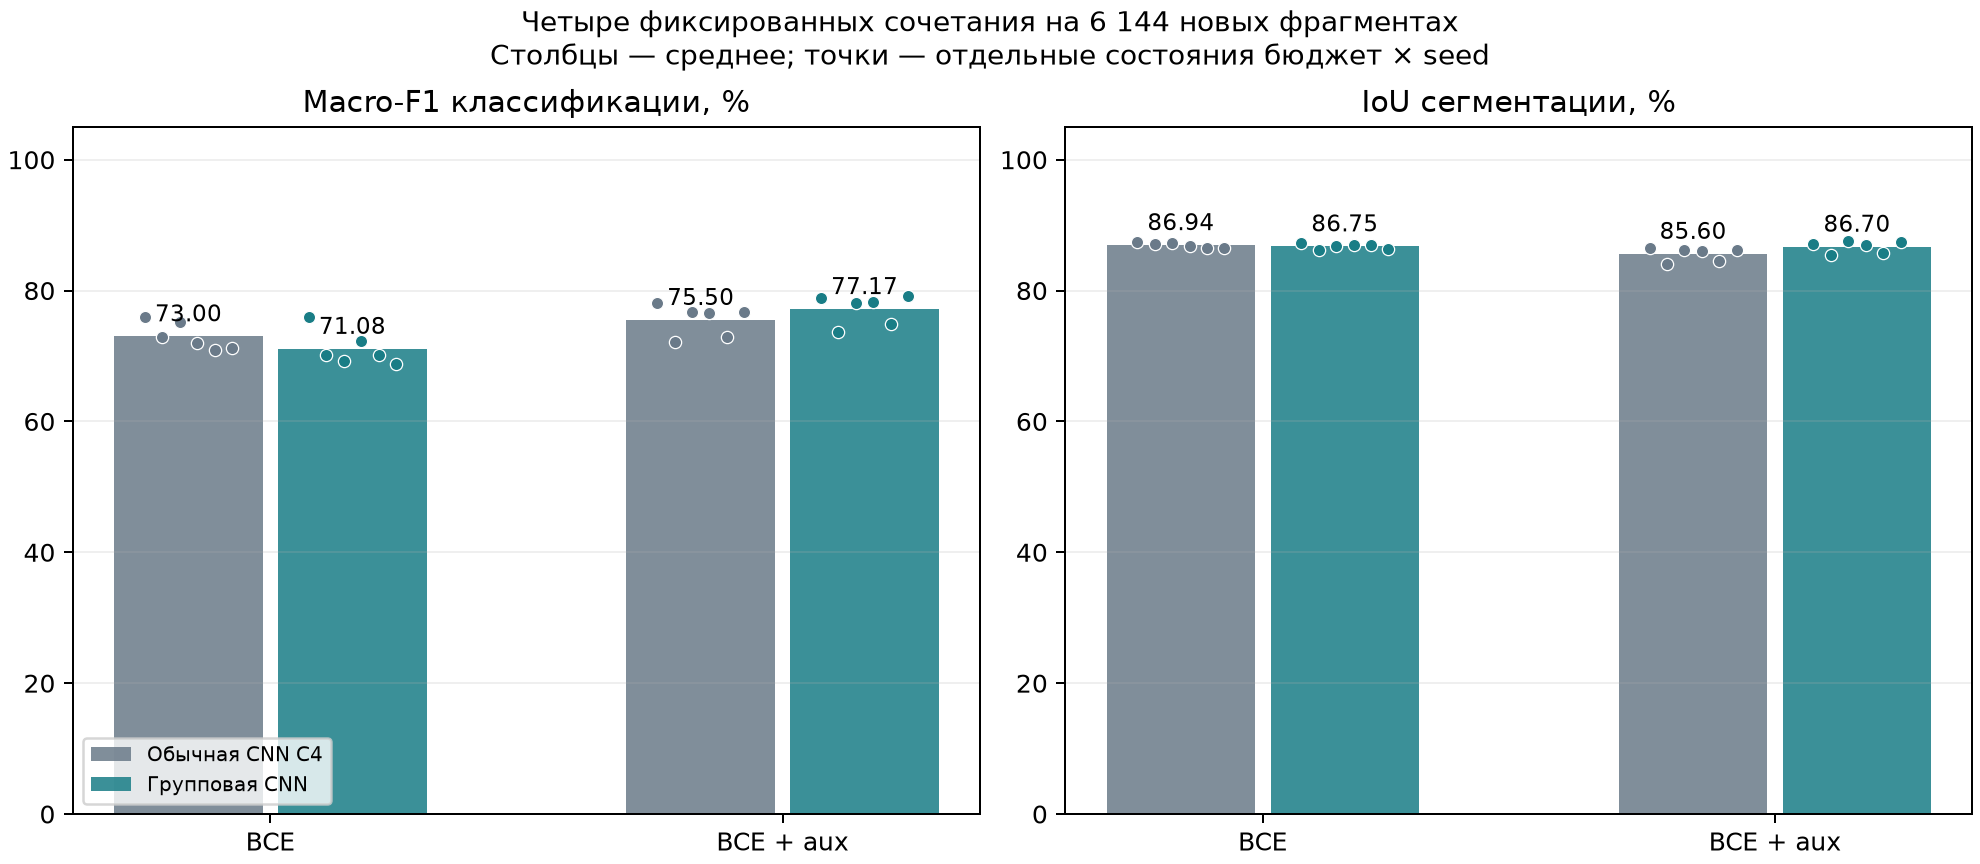 Четыре фиксированных сочетания на 6 144 новых фрагментах
Столбцы — среднее; точки — отдельные состояния бюджет × seed
Macro-F1 классификации, %
100
80
60
40
20
0
73.00
71.08
75.50
77.17
Обычная CNN C4
Групповая CNN
BCE
BCE + aux
IoU сегментации, %
100
80
60
40
20
0
86.94
86.75
85.60
86.70
BCE
BCE + aux